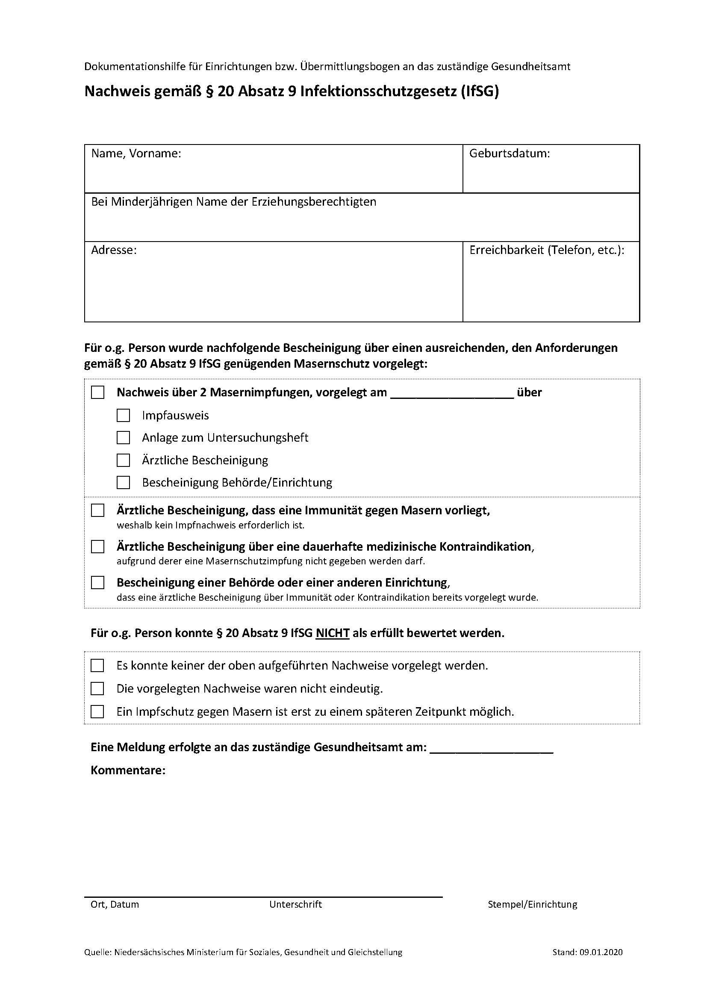 Dokumentationshilfe für Einrichtungen bzw. Übermittlungsbogen an das zuständige Gesundheitsamt
Nachweis gemäß § 20 Absatz 9 Infektionsschutzgesetz (IfSG)
Name, Vorname:
Geburtsdatum:
Bei Minderjährigen Name der Erziehungsberechtigten
Adresse:
Erreichbarkeit (Telefon, etc.):
Für o.g. Person wurde nachfolgende Bescheinigung über einen ausreichenden, den Anforderungen
gemäß § 20 Absatz 9 IfSG genügenden Masernschutz vorgelegt:
Nachweis über 2 Masernimpfungen, vorgelegt am ___________________ über
Impfausweis
Anlage zum Untersuchungsheft
Ärztliche Bescheinigung
Bescheinigung Behörde/Einrichtung
Ärztliche Bescheinigung, dass eine Immunität gegen Masern vorliegt,
weshalb kein Impfnachweis erforderlich ist.
Ärztliche Bescheinigung über eine dauerhafte medizinische Kontraindikation,
aufgrund derer eine Masernschutzimpfung nicht gegeben werden darf.
Bescheinigung einer Behörde oder einer anderen Einrichtung,
dass eine ärztliche Bescheinigung über Immunität oder Kontraindikation bereits vorgelegt wurde.
Für o.g. Person konnte § 20 Absatz 9 IfSG NICHT als erfüllt bewertet werden.
Es konnte keiner der oben aufgeführten Nachweise vorgelegt werden.
Die vorgelegten Nachweise waren nicht eindeutig.
Ein Impfschutz gegen Masern ist erst zu einem späteren Zeitpunkt möglich.
Eine Meldung erfolgte an das zuständige Gesundheitsamt am: ___________________
Kommentare:
Ort, Datum
Unterschrift
Stempel/Einrichtung
Quelle: Niedersächsisches Ministerium für Soziales, Gesundheit und Gleichstellung
Stand: 09.01.2020